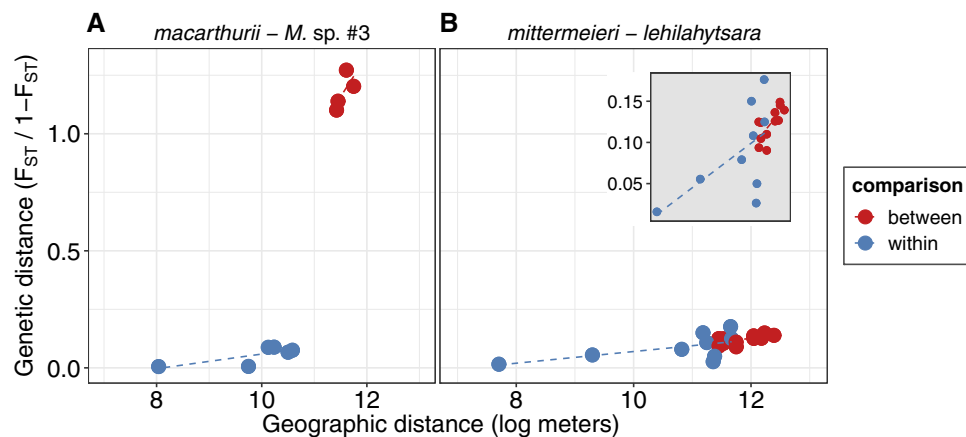 A
macarthurii – M. sp. #3
B
mittermeieri – lehilahytsara
Genetic distance (FST / 1–FST)
1.0
0.5
0.0
8
10
12
0.15
0.10
0.05
8
10
12
Geographic distance (log meters)
comparison
between
within